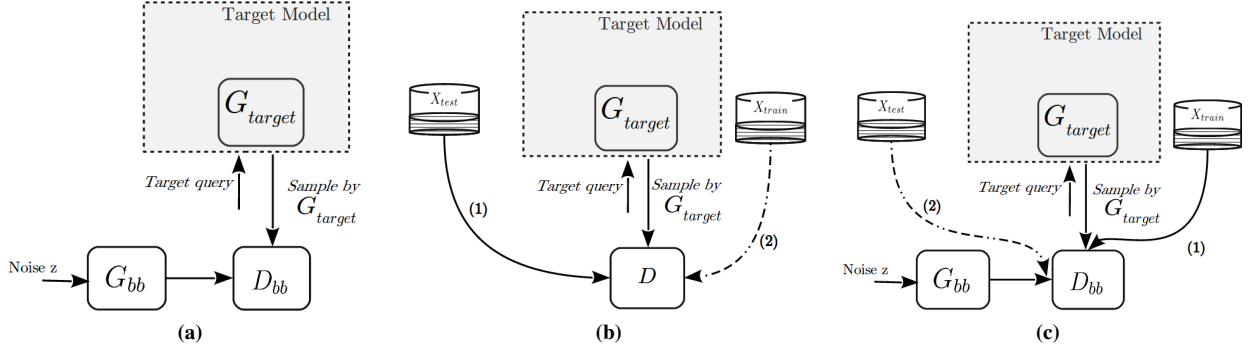 Target Model
G_target
Target query
Sample by
G_target
Noise z
G_bb
D_bb
(a)
Target Model
X_test
G_target
X_train
Target query
Sample by
G_target
(1)
(2)
D
(b)
Target Model
X_test
G_target
X_train
Target query
Sample by
G_target
(2)
(1)
Noise z
G_bb
D_bb
(c)